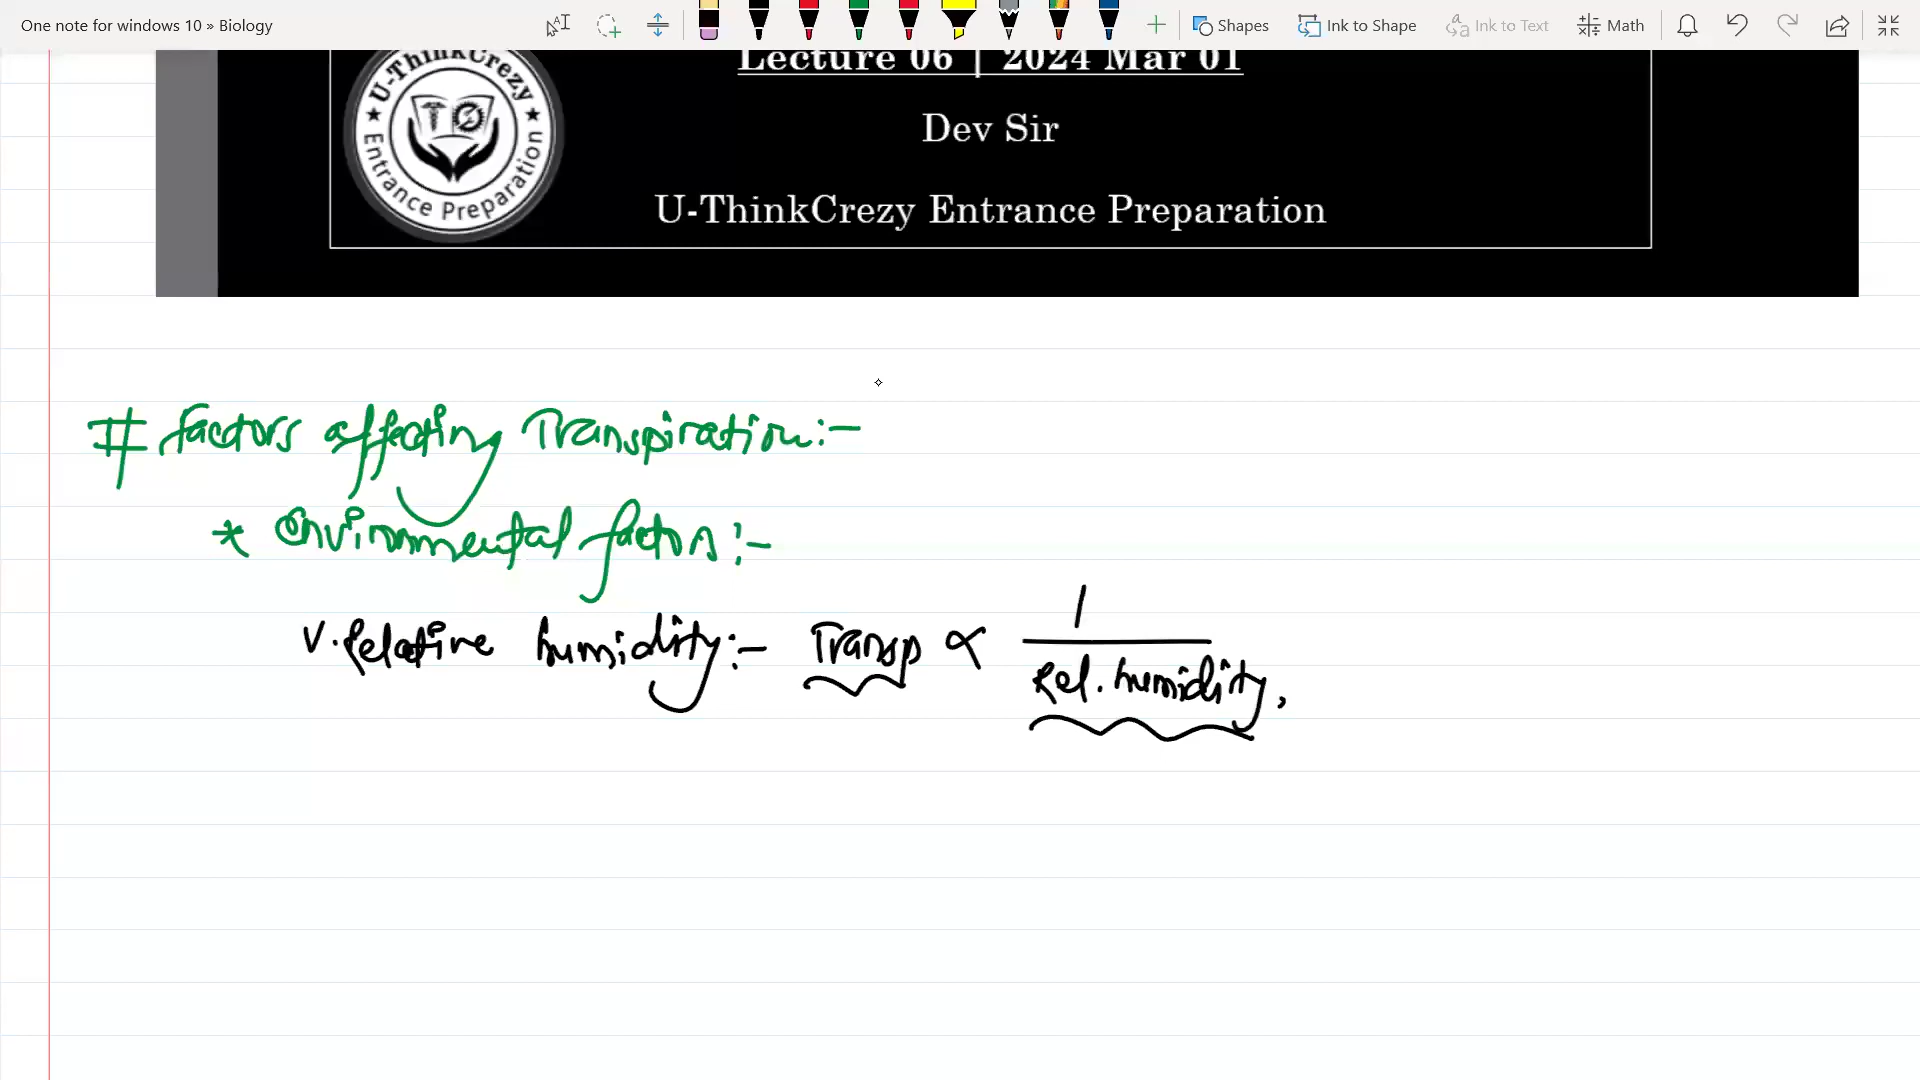 One note for windows 10 » Biology
Shapes
Ink to Shape
Ink to Text
Math
Lecture 06 | 2024 Mar 01
Dev Sir
U-ThinkCrezy Entrance Preparation
U-ThinkCrezy
Entrance Preparation
# Factors affecting Transpiration:-
* Environmental factors:-
V. Relative humidity:- Transp ∝ 1
Rel. humidity,